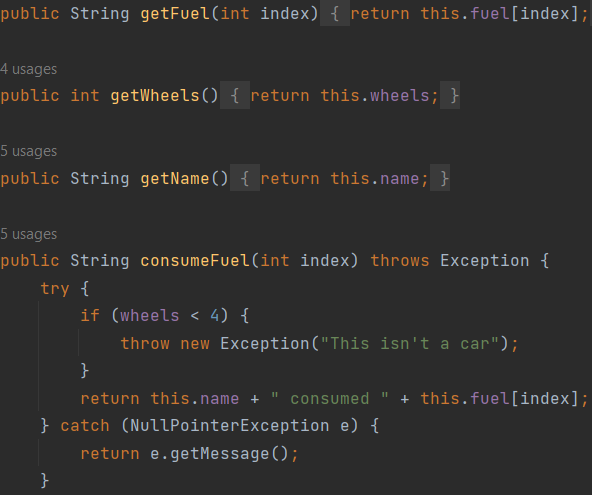 public String getFuel(int index) { return this.fuel[index];
4 usages
public int getWheels() { return this.wheels; }
5 usages
public String getName() { return this.name; }
5 usages
public String consumeFuel(int index) throws Exception {
try {
if (wheels < 4) {
throw new Exception("This isn't a car");
}
return this.name + " consumed " + this.fuel[index];
} catch (NullPointerException e) {
return e.getMessage();
}